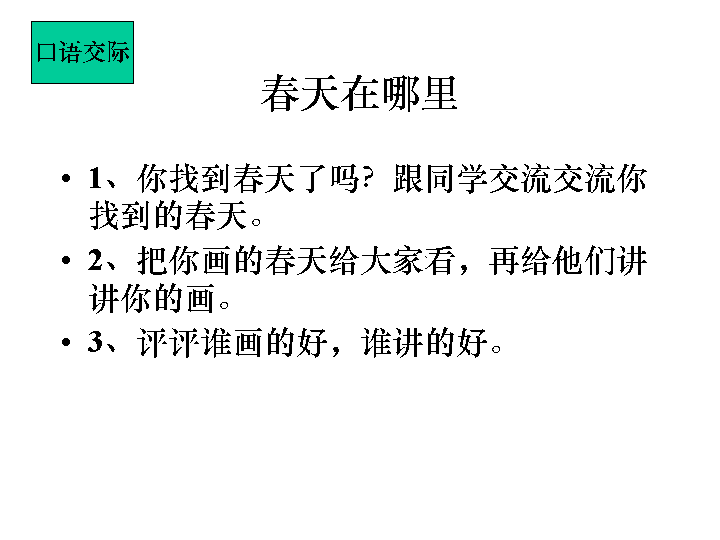 口语交际
春天在哪里
• 1、你找到春天了吗？跟同学交流交流你
找到的春天。
• 2、把你画的春天给大家看，再给他们讲
讲你的画。
• 3、评评谁画的好，谁讲的好。